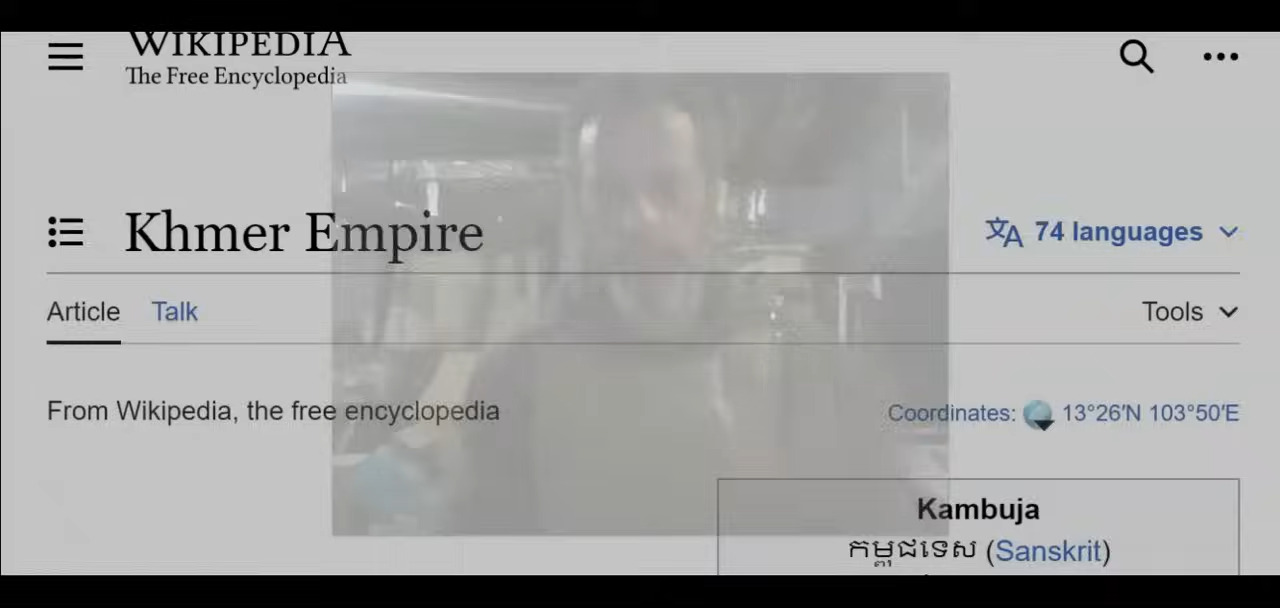 WIKIPEDIA
The Free Encyclopedia
Khmer Empire
74 languages
Article Talk
Tools
From Wikipedia, the free encyclopedia
Coordinates: 13°26′N 103°50′E
Kambuja
កម្ពុជទេស (Sanskrit)